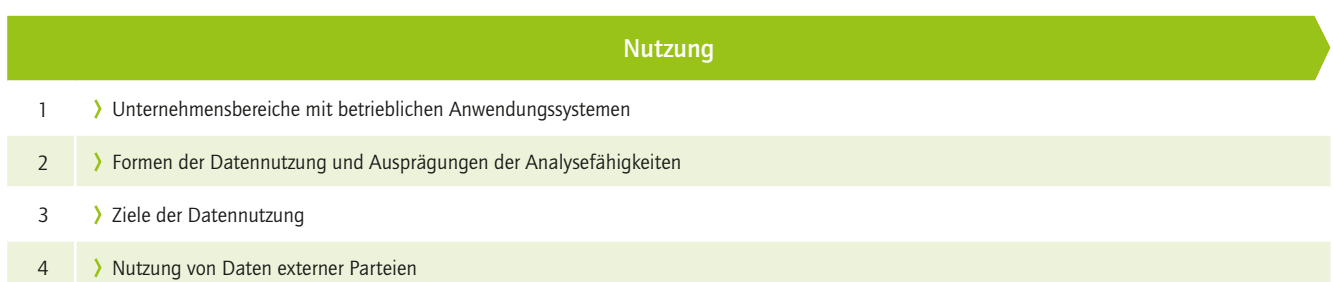 Nutzung
1 › Unternehmensbereiche mit betrieblichen Anwendungssystemen
2 › Formen der Datennutzung und Ausprägungen der Analysefähigkeiten
3 › Ziele der Datennutzung
4 › Nutzung von Daten externer Parteien